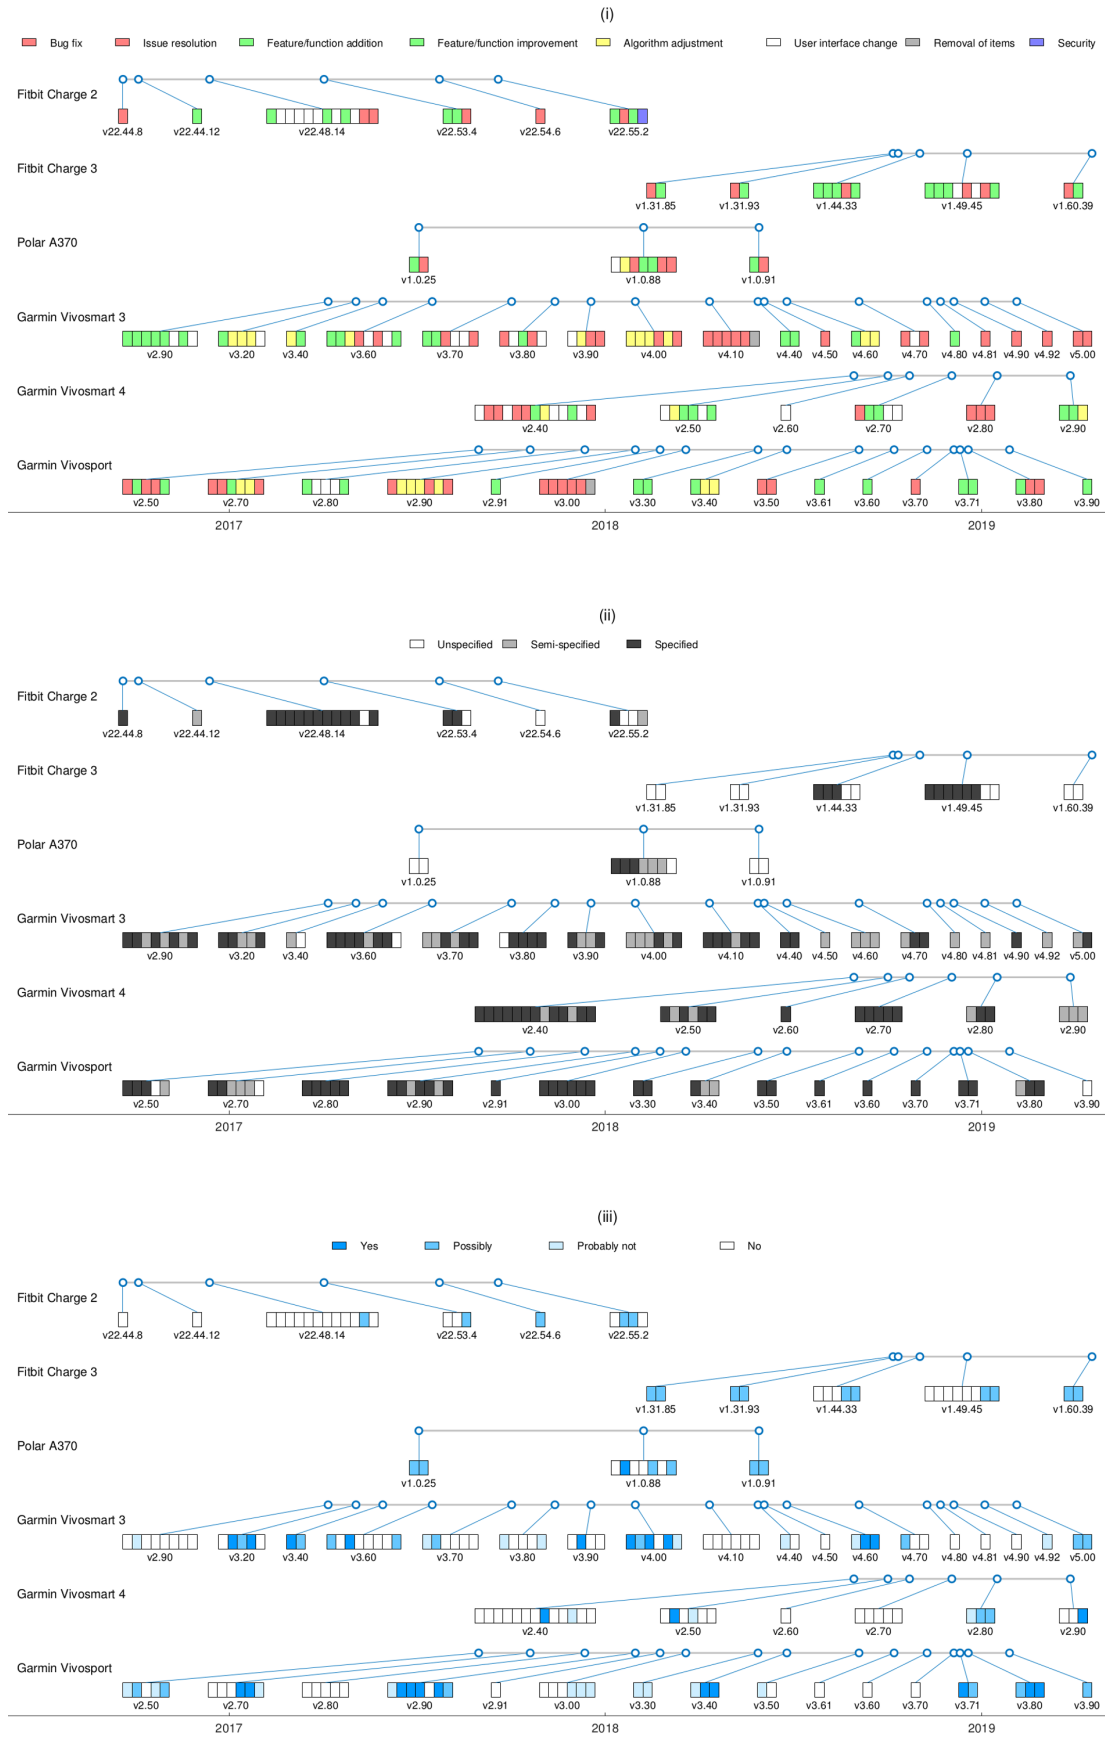 (i)
Bug fix Issue resolution Feature/function addition Feature/function improvement Algorithm adjustment User interface change Removal of items Security
Fitbit Charge 2
v22.44.8 v22.44.12 v22.48.14 v22.53.4 v22.54.6 v22.55.2
Fitbit Charge 3
v1.31.85 v1.31.93 v1.44.33 v1.49.45 v1.60.39
Polar A370
v1.0.25 v1.0.88 v1.0.91
Garmin Vivosmart 3
v2.90 v3.20 v3.40 v3.60 v3.70 v3.80 v3.90 v4.00 v4.10 v4.40 v4.50 v4.60 v4.70 v4.80 v4.81 v4.90 v4.92 v5.00
Garmin Vivosmart 4
v2.40 v2.50 v2.60 v2.70 v2.80 v2.90
Garmin Vivosport
v2.50 v2.70 v2.80 v2.90 v2.91 v3.00 v3.30 v3.40 v3.50 v3.61 v3.60 v3.70 v3.71 v3.80 v3.90
2017 2018 2019
(ii)
Unspecified Semi-specified Specified
Fitbit Charge 2
v22.44.8 v22.44.12 v22.48.14 v22.53.4 v22.54.6 v22.55.2
Fitbit Charge 3
v1.31.85 v1.31.93 v1.44.33 v1.49.45 v1.60.39
Polar A370
v1.0.25 v1.0.88 v1.0.91
Garmin Vivosmart 3
v2.90 v3.20 v3.40 v3.60 v3.70 v3.80 v3.90 v4.00 v4.10 v4.40 v4.50 v4.60 v4.70 v4.80 v4.81 v4.90 v4.92 v5.00
Garmin Vivosmart 4
v2.40 v2.50 v2.60 v2.70 v2.80 v2.90
Garmin Vivosport
v2.50 v2.70 v2.80 v2.90 v2.91 v3.00 v3.30 v3.40 v3.50 v3.61 v3.60 v3.70 v3.71 v3.80 v3.90
2017 2018 2019
(iii)
Yes Possibly Probably not No
Fitbit Charge 2
v22.44.8 v22.44.12 v22.48.14 v22.53.4 v22.54.6 v22.55.2
Fitbit Charge 3
v1.31.85 v1.31.93 v1.44.33 v1.49.45 v1.60.39
Polar A370
v1.0.25 v1.0.88 v1.0.91
Garmin Vivosmart 3
v2.90 v3.20 v3.40 v3.60 v3.70 v3.80 v3.90 v4.00 v4.10 v4.40 v4.50 v4.60 v4.70 v4.80 v4.81 v4.90 v4.92 v5.00
Garmin Vivosmart 4
v2.40 v2.50 v2.60 v2.70 v2.80 v2.90
Garmin Vivosport
v2.50 v2.70 v2.80 v2.90 v2.91 v3.00 v3.30 v3.40 v3.50 v3.61 v3.60 v3.70 v3.71 v3.80 v3.90
2017 2018 2019